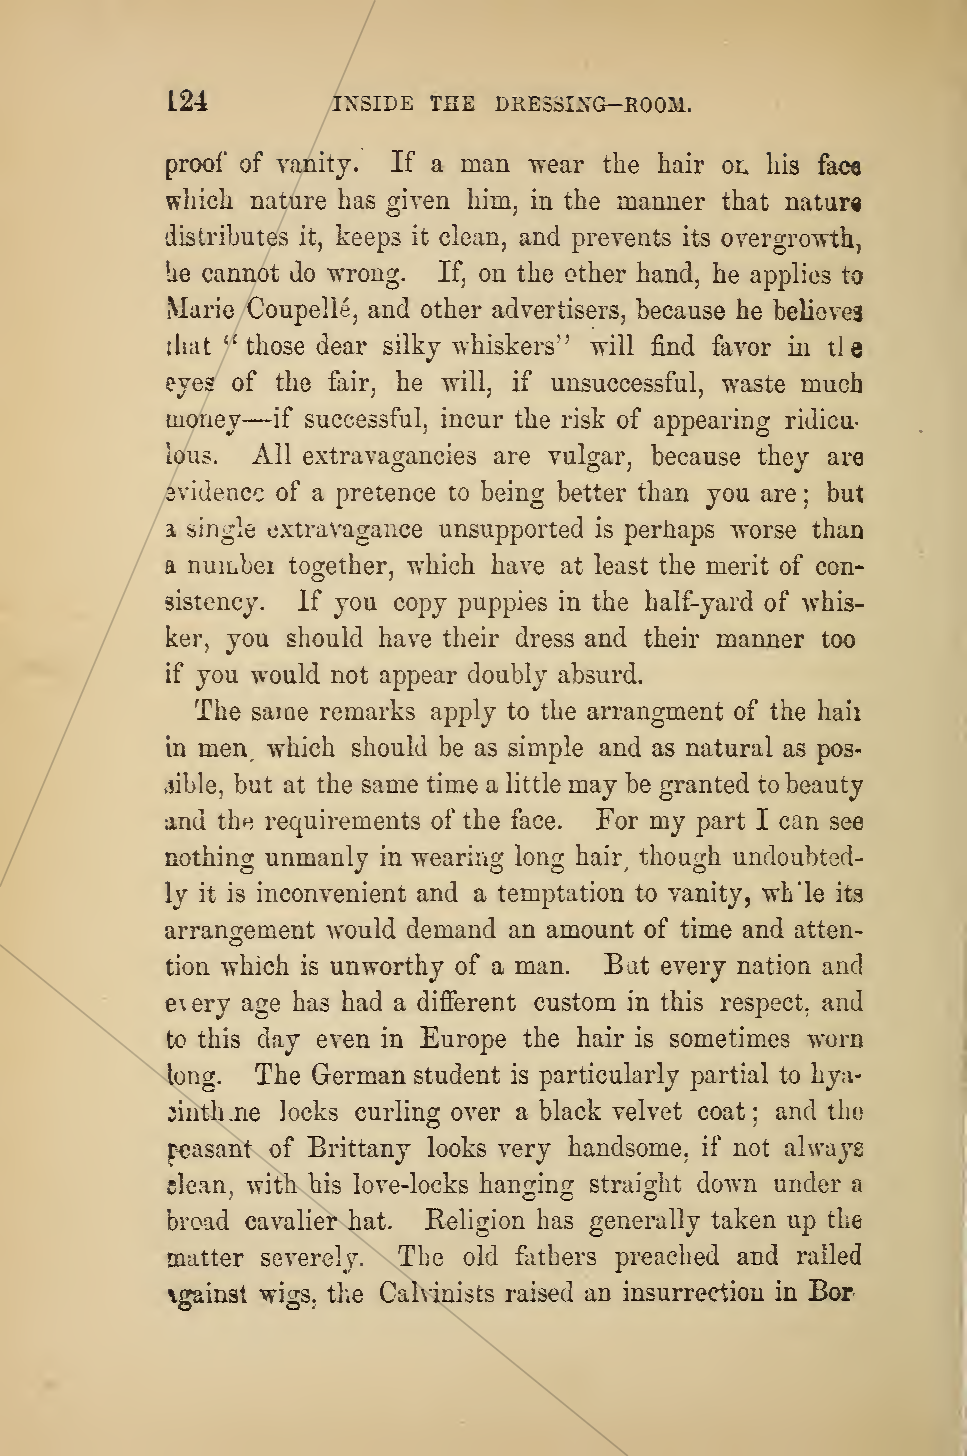 124 INSIDE THE DRESSING-ROOM.
proof of vanity. If a man wear the hair on his face
which nature has given him, in the manner that nature
distributes it, keeps it clean, and prevents its overgrowth,
he cannot do wrong. If, on the other hand, he applies to
Marie Coupellé, and other advertisers, because he believes
that “those dear silky whiskers” will find favor in the
eyes of the fair, he will, if unsuccessful, waste much
money—if successful, incur the risk of appearing ridicu-
lous. All extravagancies are vulgar, because they are
evidence of a pretence to being better than you are; but
a single extravagance unsupported is perhaps worse than
a number together, which have at least the merit of con-
sistency. If you copy puppies in the half-yard of whis-
ker, you should have their dress and their manner too
if you would not appear doubly absurd.
The same remarks apply to the arrangment of the hair
in men, which should be as simple and as natural as pos-
sible, but at the same time a little may be granted to beauty
and the requirements of the face. For my part I can see
nothing unmanly in wearing long hair, though undoubted-
ly it is inconvenient and a temptation to vanity, while its
arrangement would demand an amount of time and atten-
tion which is unworthy of a man. But every nation and
every age has had a different custom in this respect, and
to this day even in Europe the hair is sometimes worn
long. The German student is particularly partial to hya-
cinthine locks curling over a black velvet coat; and the
peasant of Brittany looks very handsome, if not always
clean, with his love-locks hanging straight down under a
broad cavalier hat. Religion has generally taken up the
matter severely. The old fathers preached and railed
against wigs, the Calvinists raised an insurrection in Bor-